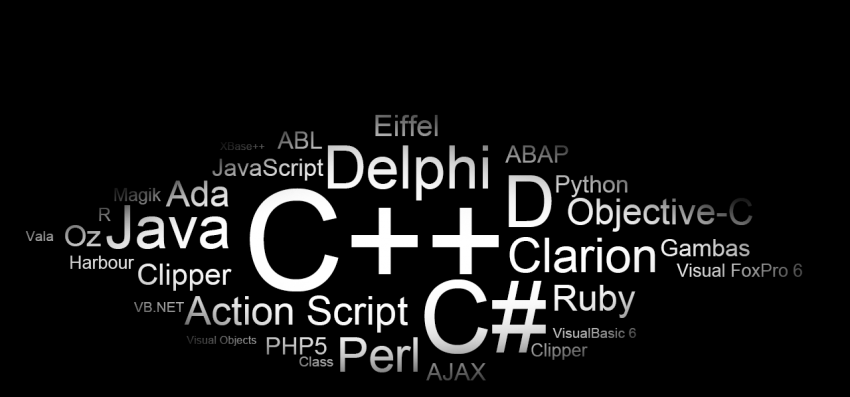 Eiffel
XBase++ ABL
JavaScript Delphi ABAP
Magik Ada D Python
R Java C++ Objective-C
Vala Oz Clarion Gambas
Harbour Clipper Visual FoxPro 6
VB.NET Action Script C# Ruby
Visual Objects PHP5 VisualBasic 6
Class Perl Clipper
AJAX